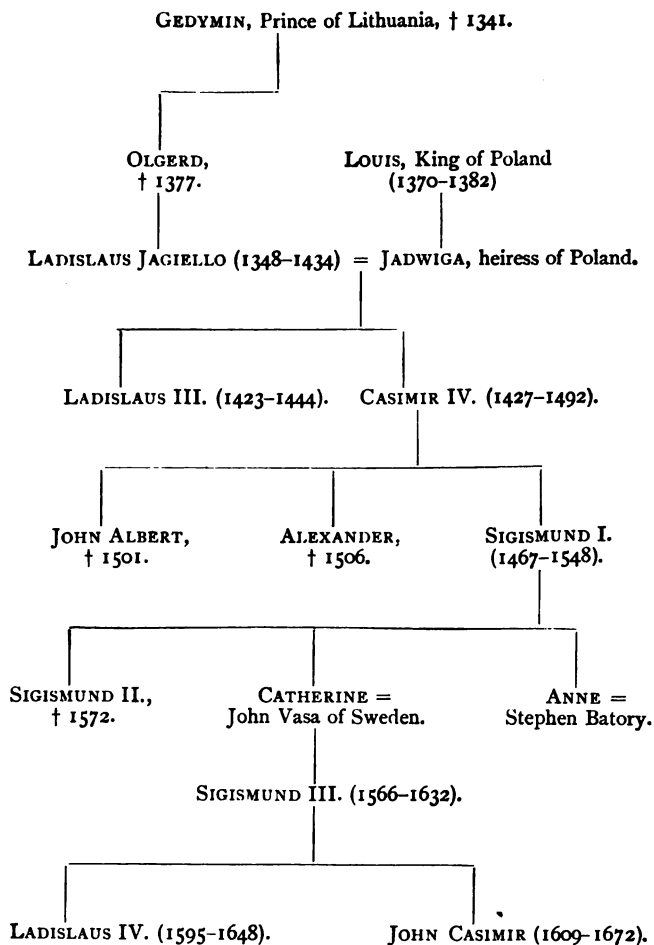 GEDYMIN, Prince of Lithuania, † 1341.
OLGERD,
† 1377.
LOUIS, King of Poland
(1370–1382)
LADISLAUS JAGIELLO (1348–1434) = JADWIGA, heiress of Poland.
LADISLAUS III. (1423–1444).
CASIMIR IV. (1427–1492).
JOHN ALBERT,
† 1501.
ALEXANDER,
† 1506.
SIGISMUND I.
(1467–1548).
SIGISMUND II.,
† 1572.
CATHERINE =
John Vasa of Sweden.
ANNE =
Stephen Batory.
SIGISMUND III. (1566–1632).
LADISLAUS IV. (1595–1648).
JOHN CASIMIR (1609–1672).